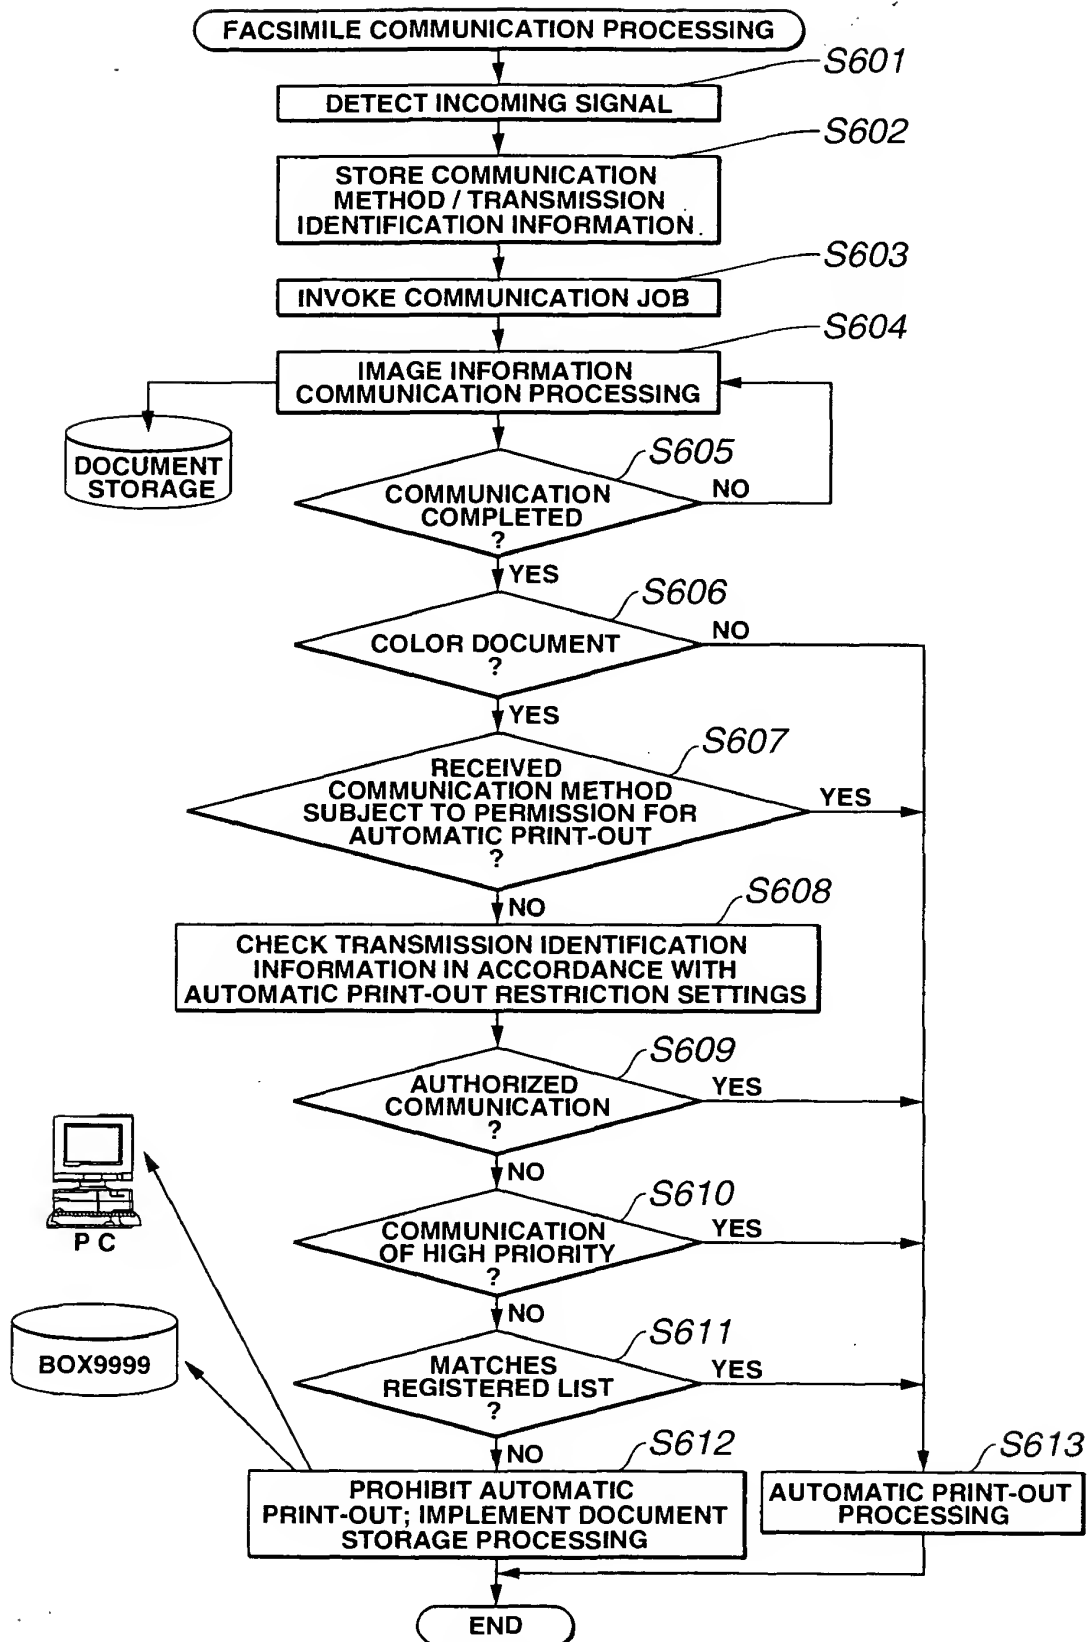 FACSIMILE COMMUNICATION PROCESSING
S601
DETECT INCOMING SIGNAL
S602
STORE COMMUNICATION
METHOD / TRANSMISSION
IDENTIFICATION INFORMATION
S603
INVOKE COMMUNICATION JOB
S604
IMAGE INFORMATION
COMMUNICATION PROCESSING
DOCUMENT
STORAGE
S605
COMMUNICATION
COMPLETED
?
NO
YES
S606
COLOR DOCUMENT
?
NO
YES
S607
RECEIVED
COMMUNICATION METHOD
SUBJECT TO PERMISSION FOR
AUTOMATIC PRINT-OUT
?
YES
NO
S608
CHECK TRANSMISSION IDENTIFICATION
INFORMATION IN ACCORDANCE WITH
AUTOMATIC PRINT-OUT RESTRICTION SETTINGS
S609
AUTHORIZED
COMMUNICATION
?
YES
NO
P C
S610
COMMUNICATION
OF HIGH PRIORITY
?
YES
NO
BOX9999
S611
MATCHES
REGISTERED LIST
?
YES
NO
S612
PROHIBIT AUTOMATIC
PRINT-OUT; IMPLEMENT DOCUMENT
STORAGE PROCESSING
S613
AUTOMATIC PRINT-OUT
PROCESSING
END